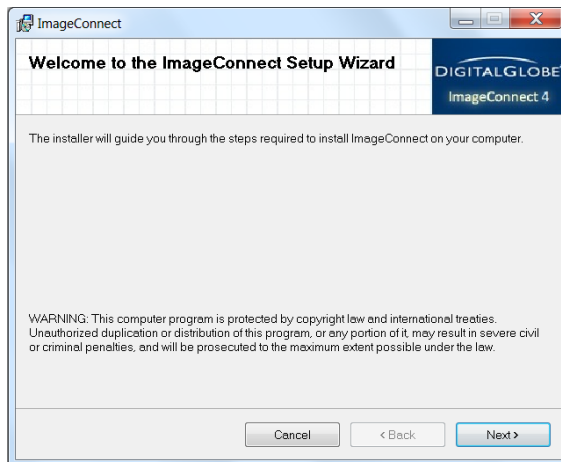 ImageConnect
Welcome to the ImageConnect Setup Wizard
DIGITALGLOBE
ImageConnect 4
The installer will guide you through the steps required to install ImageConnect on your computer.
WARNING: This computer program is protected by copyright law and international treaties.
Unauthorized duplication or distribution of this program, or any portion of it, may result in severe civil
or criminal penalties, and will be prosecuted to the maximum extent possible under the law.
Cancel
< Back
Next >